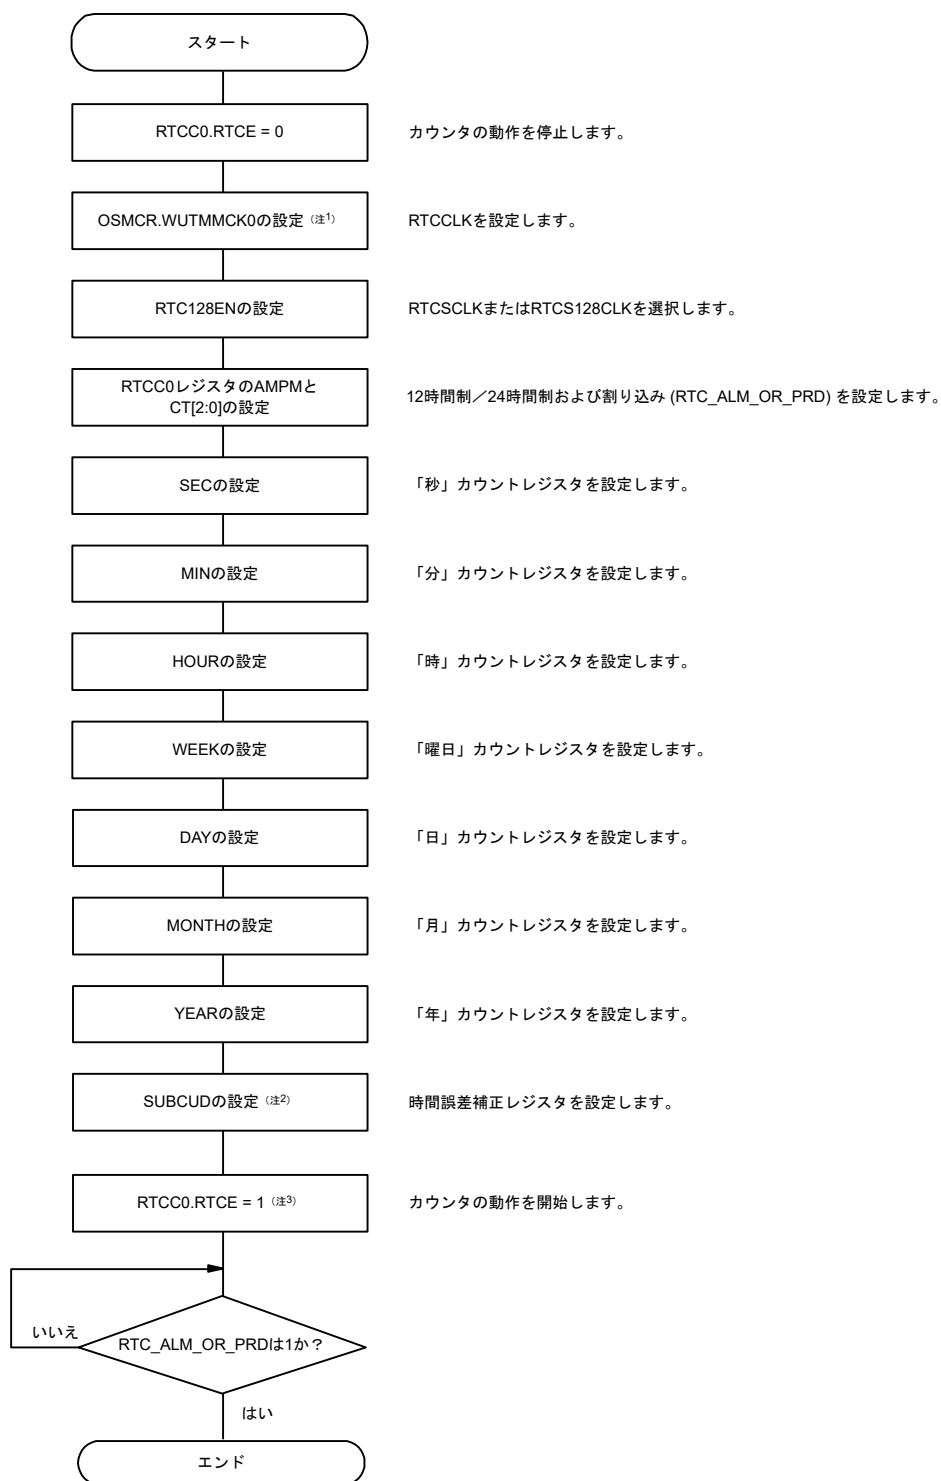 スタート
RTCC0.RTCE = 0
カウンタの動作を停止します。
OSMCR.WUTMMCK0の設定（注1）
RTCCLKを設定します。
RTC128ENの設定
RTCSCLKまたはRTCS128CLKを選択します。
RTCC0レジスタのAMPMと
CT[2:0]の設定
12時間制／24時間制および割り込み (RTC_ALM_OR_PRD) を設定します。
SECの設定
「秒」カウントレジスタを設定します。
MINの設定
「分」カウントレジスタを設定します。
HOURの設定
「時」カウントレジスタを設定します。
WEEKの設定
「曜日」カウントレジスタを設定します。
DAYの設定
「日」カウントレジスタを設定します。
MONTHの設定
「月」カウントレジスタを設定します。
YEARの設定
「年」カウントレジスタを設定します。
SUBCUDの設定（注2）
時間誤差補正レジスタを設定します。
RTCC0.RTCE = 1（注3）
カウンタの動作を開始します。
いいえ
RTC_ALM_OR_PRDは1か？
はい
エンド